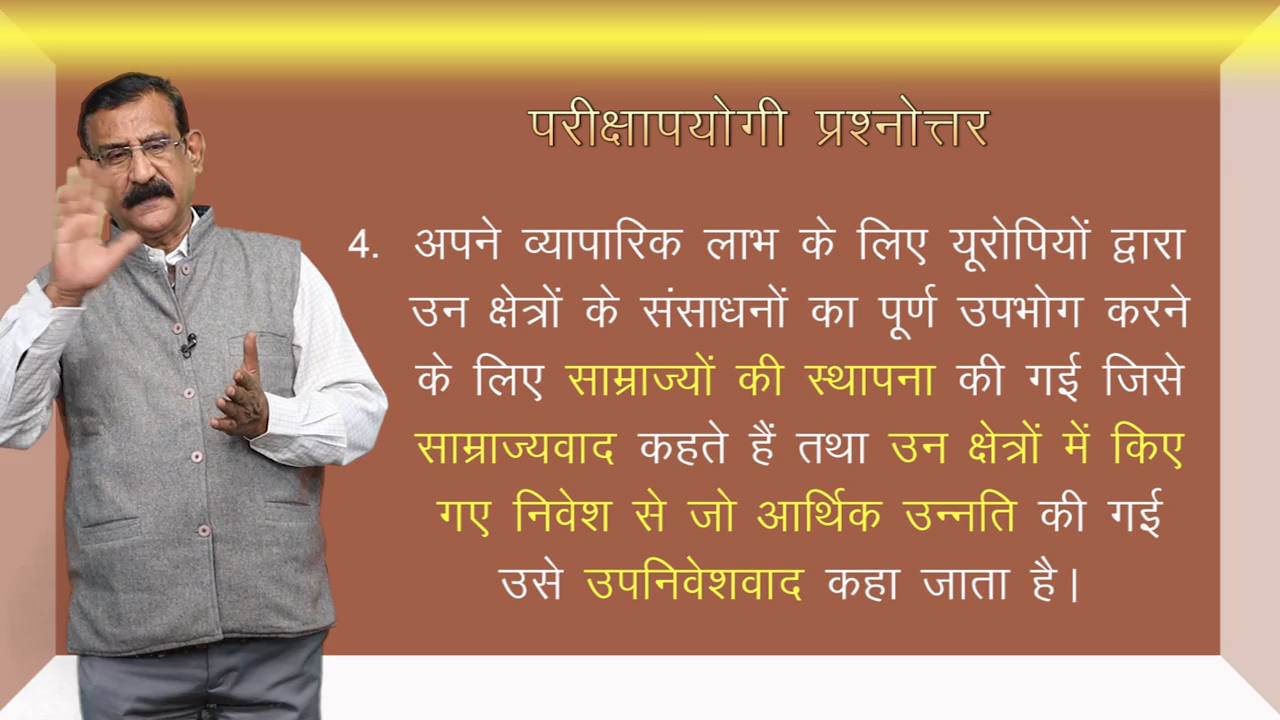 परीक्षापयोगी प्रश्नोत्तर
4. अपने व्यापारिक लाभ के लिए यूरोपियों द्वारा
उन क्षेत्रों के संसाधनों का पूर्ण उपभोग करने
के लिए साम्राज्यों की स्थापना की गई जिसे
साम्राज्यवाद कहते हैं तथा उन क्षेत्रों में किए
गए निवेश से जो आर्थिक उन्नति की गई
उसे उपनिवेशवाद कहा जाता है।